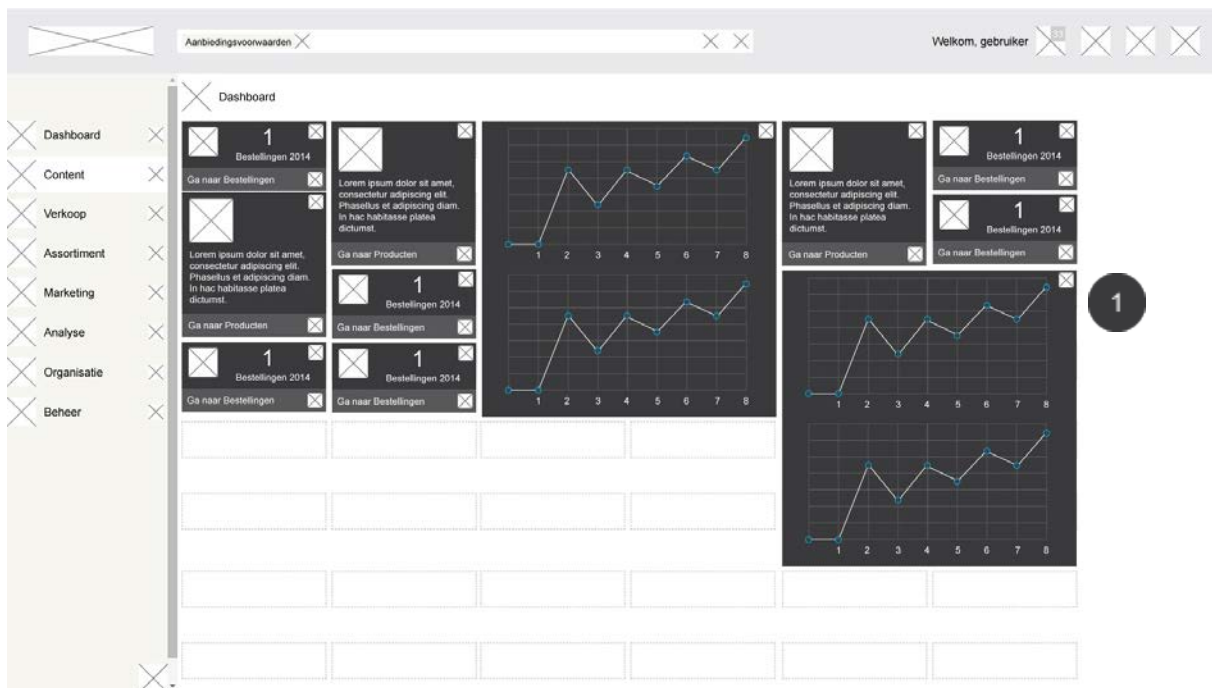 Aanbiedingsvoorwaarden
Welkom, gebruiker
33
Dashboard
Dashboard
Content
Verkoop
Assortiment
Marketing
Analyse
Organisatie
Beheer
1
Bestellingen 2014
Ga naar Bestellingen
Lorem ipsum dolor sit amet,
consectetur adipiscing elit.
Phasellus et adipiscing diam.
In hac habitasse platea
dictumst.
Ga naar Producten
1
Bestellingen 2014
Ga naar Bestellingen
Lorem ipsum dolor sit amet,
consectetur adipiscing elit.
Phasellus et adipiscing diam.
In hac habitasse platea
dictumst.
Ga naar Producten
1
Bestellingen 2014
Ga naar Bestellingen
1
Bestellingen 2014
Ga naar Bestellingen
1 2 3 4 5 6 7 8
1 2 3 4 5 6 7 8
Lorem ipsum dolor sit amet,
consectetur adipiscing elit.
Phasellus et adipiscing diam.
In hac habitasse platea
dictumst.
Ga naar Producten
1
Bestellingen 2014
Ga naar Bestellingen
1
Bestellingen 2014
Ga naar Bestellingen
1 2 3 4 5 6 7 8
1 2 3 4 5 6 7 8
1